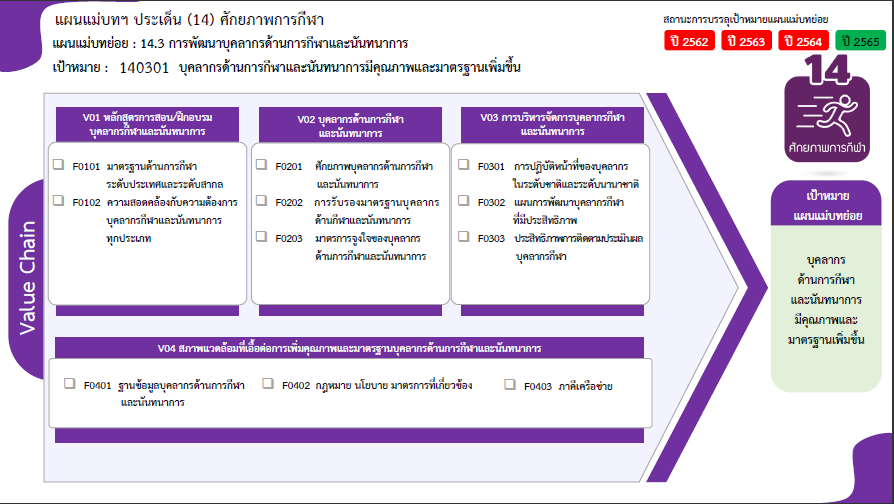 แผนแม่บทฯ ประเด็น (14) ศักยภาพการกีฬา
แผนแม่บทย่อย : 14.3 การพัฒนาบุคลากรด้านการกีฬาและนันทนาการ
เป้าหมาย : 140301 บุคลากรด้านการกีฬาและนันทนาการมีคุณภาพและมาตรฐานเพิ่มขึ้น
สถานะการบรรลุเป้าหมายแผนแม่บทย่อย
ปี 2562 ปี 2563 ปี 2564 ปี 2565
14
ศักยภาพการกีฬา
Value Chain
V01 หลักสูตรการสอน/ฝึกอบรม
บุคลากรกีฬาและนันทนาการ
F0101 มาตรฐานด้านการกีฬา
ระดับประเทศและระดับสากล
F0102 ความสอดคล้องกับความต้องการ
บุคลากรกีฬาและนันทนาการ
ทุกประเภท
V02 บุคลากรด้านการกีฬา
และนันทนาการ
F0201 ศักยภาพบุคลากรด้านการกีฬา
และนันทนาการ
F0202 การรับรองมาตรฐานบุคลากร
ด้านกีฬาและนันทนาการ
F0203 มาตรการจูงใจของบุคลากร
ด้านการกีฬาและนันทนาการ
V03 การบริหารจัดการบุคลากรกีฬา
และนันทนาการ
F0301 การปฏิบัติหน้าที่ของบุคลากร
ในระดับชาติและระดับนานาชาติ
F0302 แผนการพัฒนาบุคลากรกีฬา
ที่มีประสิทธิภาพ
F0303 ประสิทธิภาพการติดตามประเมินผล
บุคลากรกีฬา
V04 สภาพแวดล้อมที่เอื้อต่อการเพิ่มคุณภาพและมาตรฐานบุคลากรด้านการกีฬาและนันทนาการ
F0401 ฐานข้อมูลบุคลากรด้านการกีฬา
และนันทนาการ
F0402 กฎหมาย นโยบาย มาตรการที่เกี่ยวข้อง
F0403 ภาคีเครือข่าย
เป้าหมาย
แผนแม่บทย่อย
บุคลากร
ด้านการกีฬา
และนันทนาการ
มีคุณภาพและ
มาตรฐานเพิ่มขึ้น